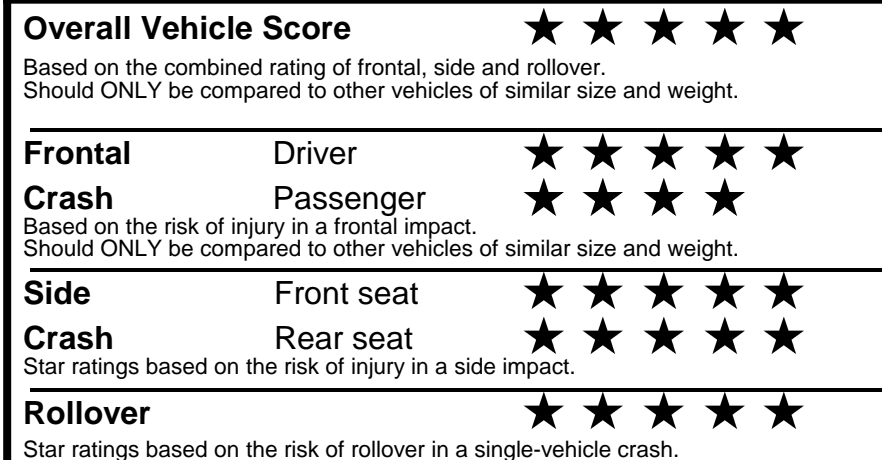 Overall Vehicle Score ★ ★ ★ ★ ★
Based on the combined rating of frontal, side and rollover.
Should ONLY be compared to other vehicles of similar size and weight.
Frontal Driver ★ ★ ★ ★ ★
Crash Passenger ★ ★ ★ ★
Based on the risk of injury in a frontal impact.
Should ONLY be compared to other vehicles of similar size and weight.
Side Front seat ★ ★ ★ ★ ★
Crash Rear seat ★ ★ ★ ★ ★
Star ratings based on the risk of injury in a side impact.
Rollover ★ ★ ★ ★ ★
Star ratings based on the risk of rollover in a single-vehicle crash.